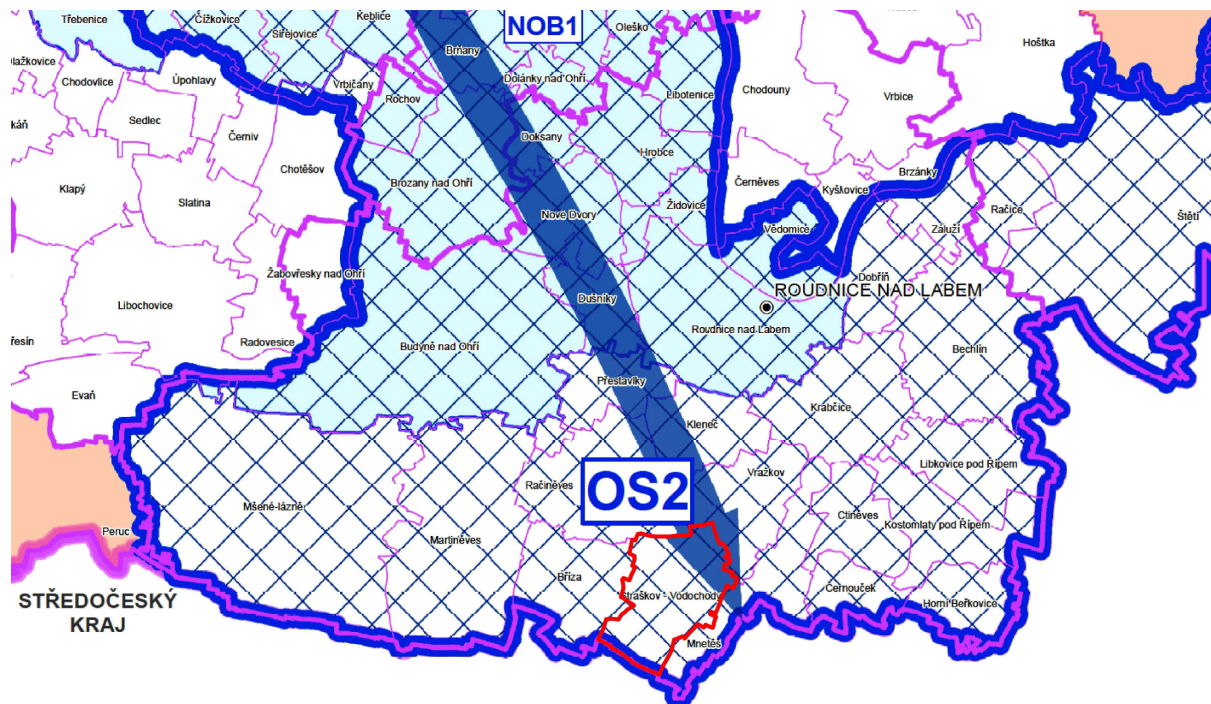 Třebenice
Čížkovice
Keblice
Sirejovice
NOB1
Oleško
Hoštka
Brňany
Chodovlice
Úpohlavy
Vrbičany
Rochov
Dolánky nad Ohří
Libotenice
Chodouny
Vrbice
Sedlec
Černiv
Doksany
Hrobce
Klapý
Chotěšov
Brozany nad Ohří
Slatina
Nové Dvory
Židovice
Černěves
Kyškovice
Brzánky
Račice
Štětí
Vědomice
Záluží
Žabovřesky nad Ohří
Dobříň
ROUDNICE NAD LABEM
Libochovice
Dušníky
Roudnice nad Labem
Radovesice
Budyně nad Ohří
Bechlín
Evaň
Přestavlky
Krabčice
Kleneč
Libkovice pod Řípem
OS2
Vražkov
Račiněves
Mšené-lázně
Ctiněves
Kostomlaty pod Řípem
Peruc
Martiněves
Bříza
Straškov - Vodochody
Černouček
Horní Beřkovice
STŘEDOČESKÝ
KRAJ
Mnetěš